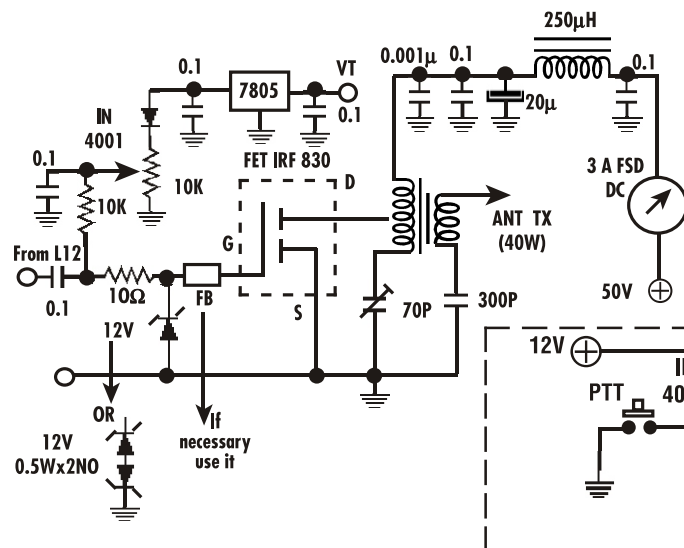 250µH
0.001µ
0.1
0.1
20µ
0.1
7805
VT
0.1
IN
4001
FET IRF 830
0.1
10K
10K
D
3 A FSD
DC
ANT TX
(40W)
G
From L12
0.1
10Ω
FB
S
70P
300P
50V
12V
12V
OR
If
necessary
use it
12V
0.5Wx2NO
PTT
40